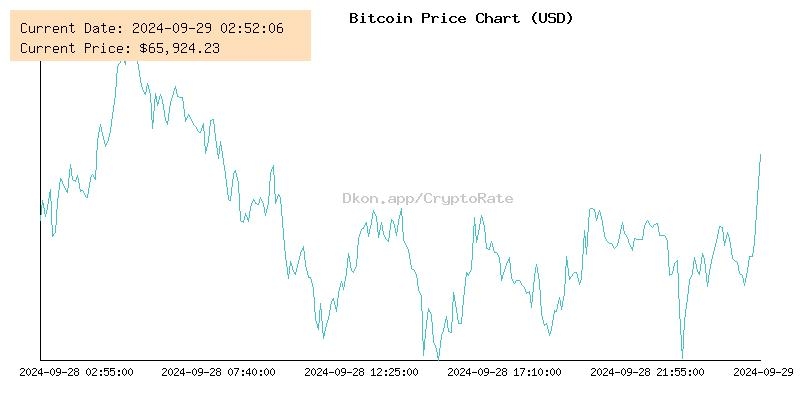 Bitcoin Price Chart (USD)
Current Date: 2024-09-29 02:52:06
Current Price: $65,924.23
Dkon.app/CryptoRate
2024-09-28 02:55:00
2024-09-28 07:40:00
2024-09-28 12:25:00
2024-09-28 17:10:00
2024-09-28 21:55:00
2024-09-29